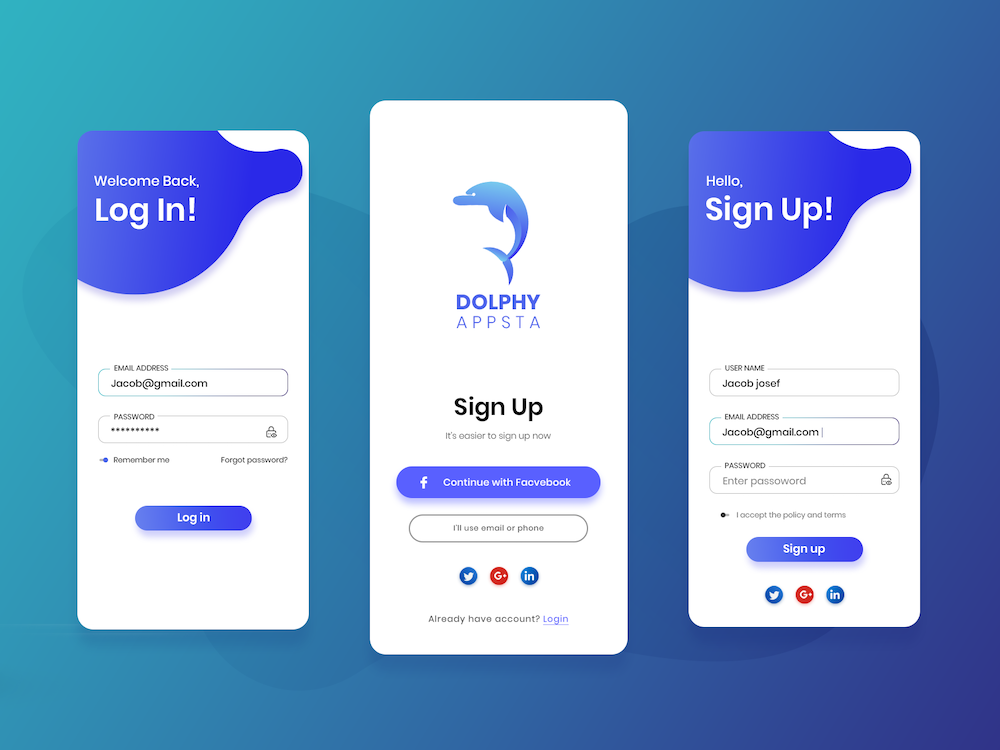 Welcome Back,
Log In!
EMAIL ADDRESS
Jacob@gmail.com
PASSWORD
**********
Remember me
Forgot password?
Log in
DOLPHY
APPSTA
Sign Up
It's easier to sign up now
f Continue with Facvebook
I'll use email or phone
G+ in
Already have account? Login
Hello,
Sign Up!
USER NAME
Jacob josef
EMAIL ADDRESS
Jacob@gmail.com
PASSWORD
Enter passoword
I accept the policy and terms
Sign up
G+ in